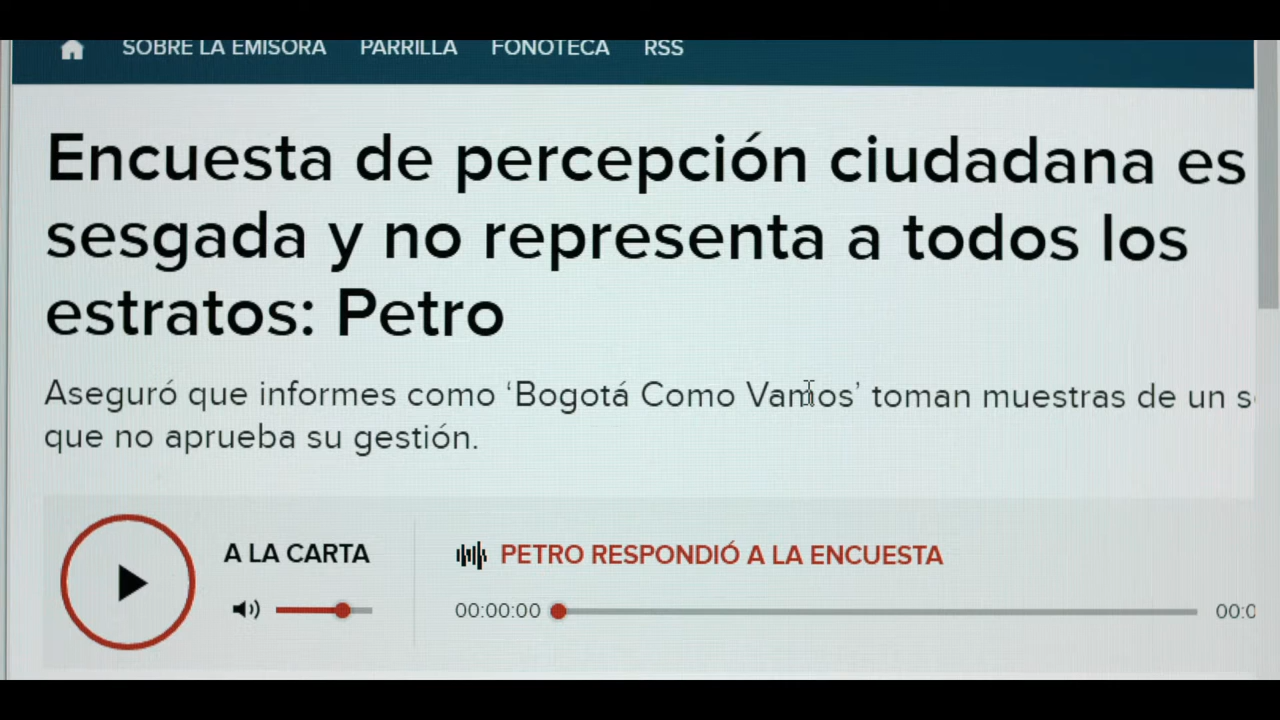 SOBRE LA EMISORA PARRILLA FONOTECA RSS
Encuesta de percepción ciudadana es
sesgada y no representa a todos los
estratos: Petro
Aseguró que informes como ‘Bogotá Como Vamos’ toman muestras de un
que no aprueba su gestión.
A LA CARTA
PETRO RESPONDIÓ A LA ENCUESTA
00:00:00
00:0